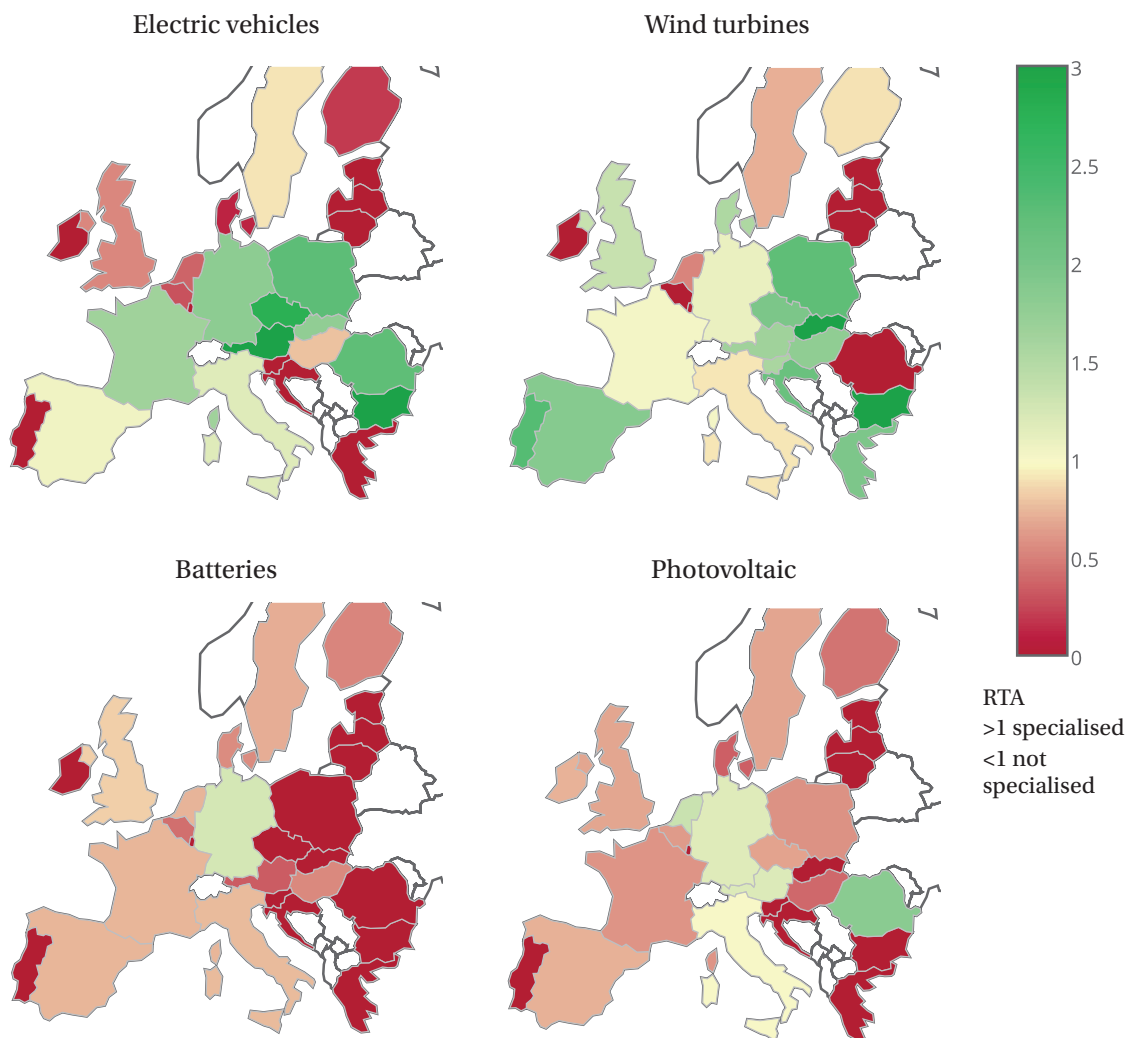 Electric vehicles
Wind turbines
3
2.5
2
1.5
1
0.5
0
Batteries
Photovoltaic
RTA
>1 specialised
<1 not
specialised